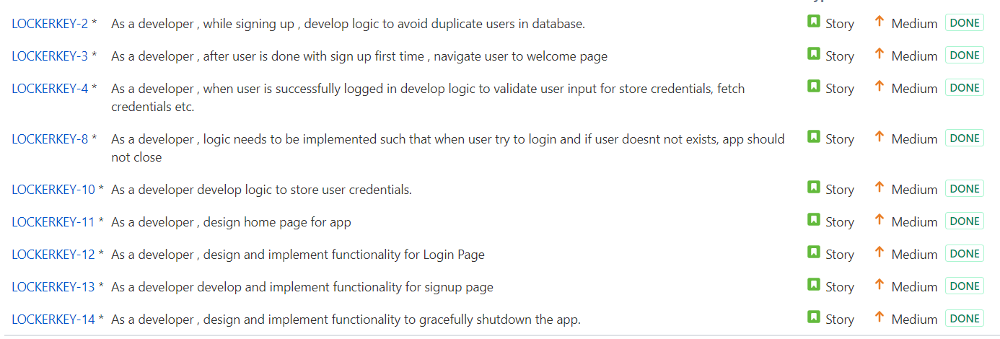 LOCKERKEY-2 * As a developer , while signing up , develop logic to avoid duplicate users in database. Story Medium DONE
LOCKERKEY-3 * As a developer , after user is done with sign up first time , navigate user to welcome page Story Medium DONE
LOCKERKEY-4 * As a developer , when user is successfully logged in develop logic to validate user input for store credentials, fetch Story Medium DONE
credentials etc.
LOCKERKEY-8 * As a developer , logic needs to be implemented such that when user try to login and if user doesnt not exists, app should Story Medium DONE
not close
LOCKERKEY-10 * As a developer develop logic to store user credentials. Story Medium DONE
LOCKERKEY-11 * As a developer , design home page for app Story Medium DONE
LOCKERKEY-12 * As a developer , design and implement functionality for Login Page Story Medium DONE
LOCKERKEY-13 * As a developer develop and implement functionality for signup page Story Medium DONE
LOCKERKEY-14 * As a developer , design and implement functionality to gracefully shutdown the app. Story Medium DONE